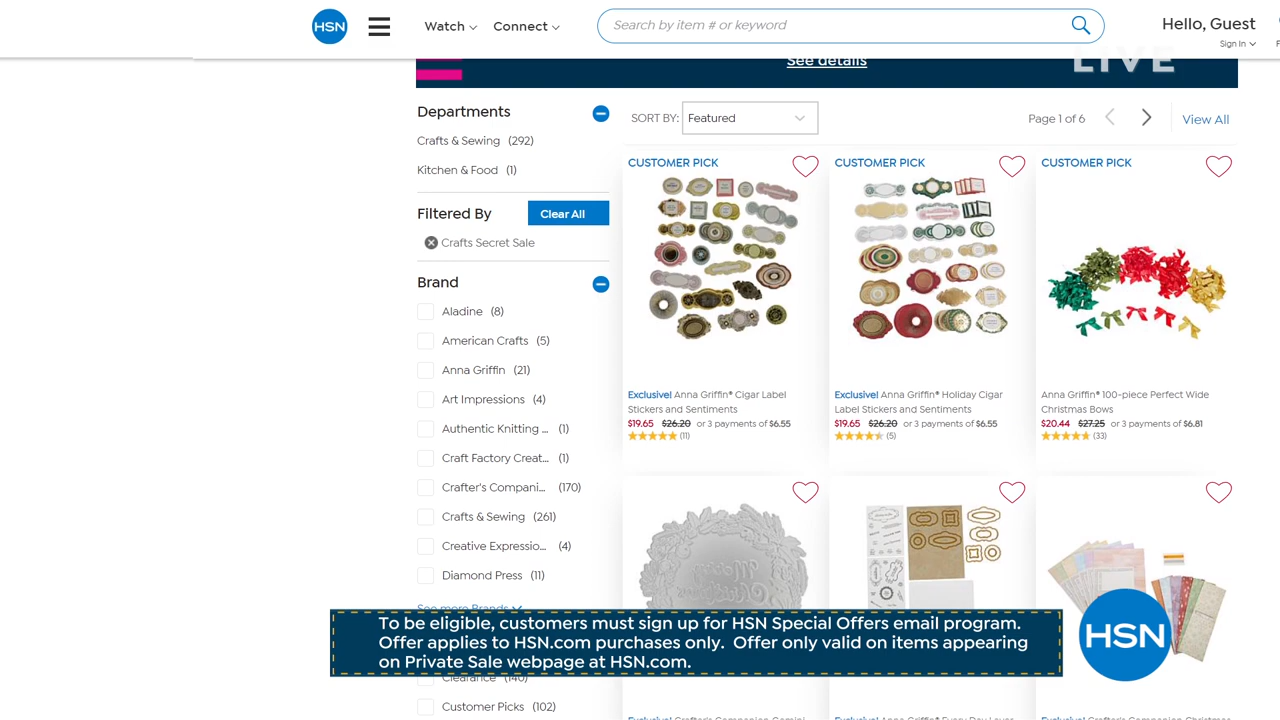 HSN
Watch
Connect
Search by item # or keyword
Hello, Guest
Sign In
See details
LIVE
Departments
Crafts & Sewing (292)
Kitchen & Food (1)
Filtered By
Clear All
Crafts Secret Sale
Brand
Aladine (8)
American Crafts (5)
Anna Griffin (21)
Art Impressions (4)
Authentic Knitting ... (1)
Craft Factory Creat... (1)
Crafter's Compani... (170)
Crafts & Sewing (261)
Creative Expressio... (4)
Diamond Press (11)
See more Brands
Clearance (140)
Customer Picks (102)
SORT BY: Featured
Page 1 of 6
View All
CUSTOMER PICK
Exclusive! Anna Griffin® Cigar Label
Stickers and Sentiments
$19.65 $26.20 or 3 payments of $6.55
(11)
CUSTOMER PICK
Exclusive! Anna Griffin® Holiday Cigar
Label Stickers and Sentiments
$19.65 $26.20 or 3 payments of $6.55
(5)
CUSTOMER PICK
Anna Griffin® 100-piece Perfect Wide
Christmas Bows
$20.44 $27.25 or 3 payments of $6.81
(33)
To be eligible, customers must sign up for HSN Special Offers email program.
Offer applies to HSN.com purchases only. Offer only valid on items appearing
on Private Sale webpage at HSN.com.
HSN